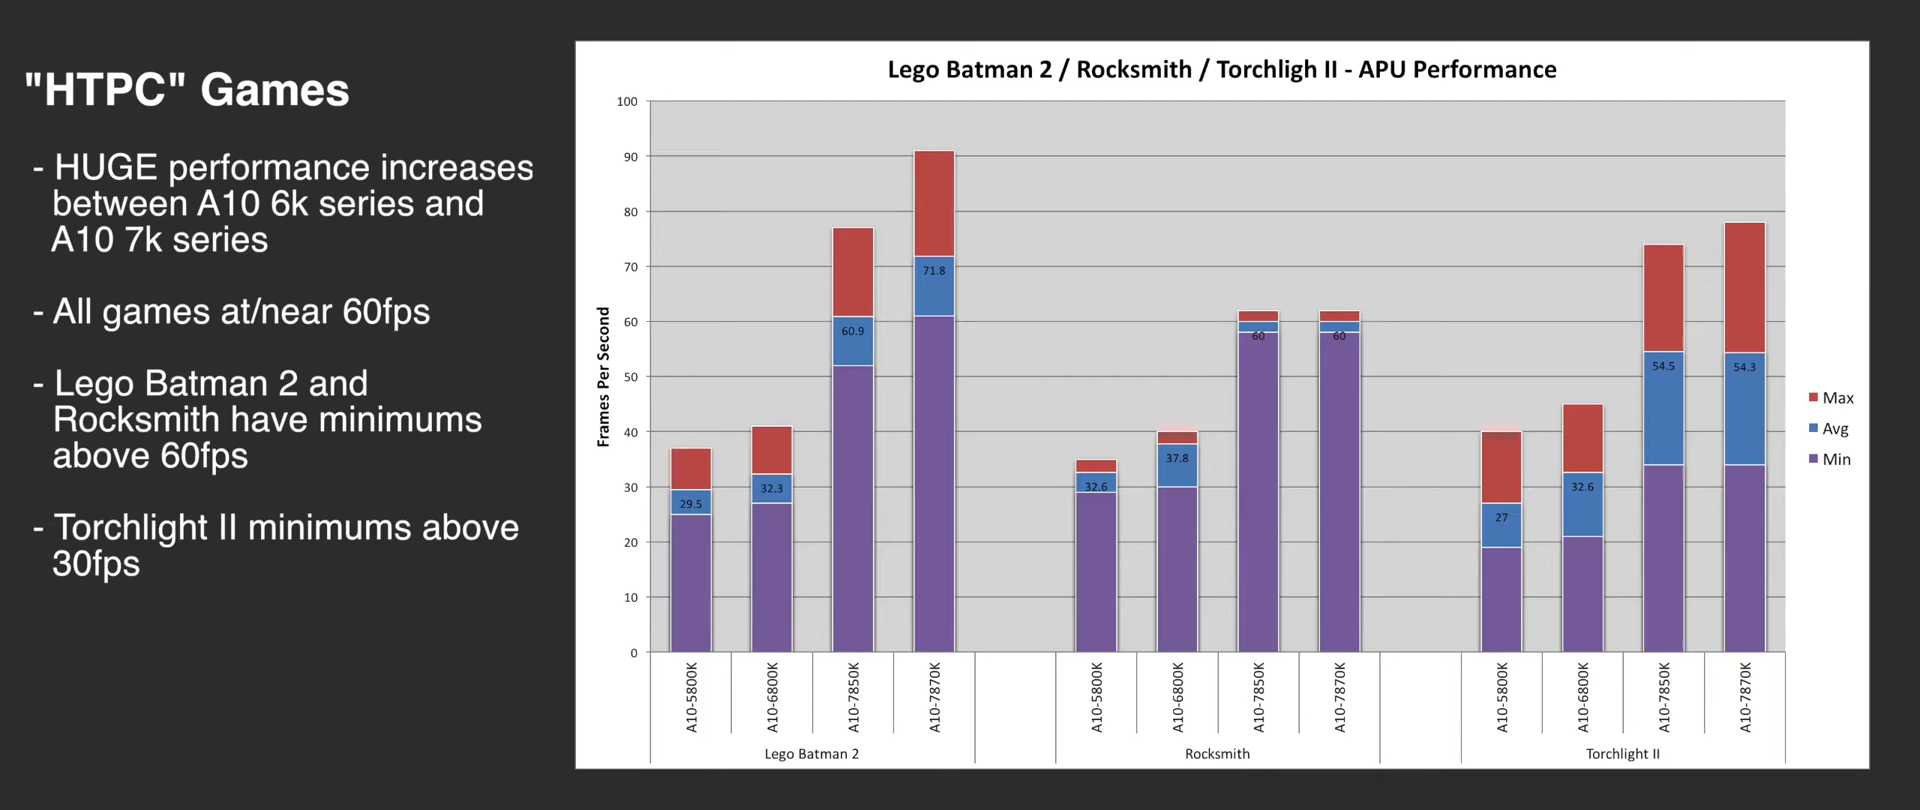 "HTPC" Games
- HUGE performance increases
between A10 6k series and
A10 7k series
- All games at/near 60fps
- Lego Batman 2 and
Rocksmith have minimums
above 60fps
- Torchlight II minimums above
30fps
Lego Batman 2 / Rocksmith / Torchligh II - APU Performance
Frames Per Second
100
90
80
70
60
50
40
30
20
10
0
29.5
32.3
60.9
71.8
32.6
37.8
60
60
27
32.6
54.5
54.3
A10-5800K
A10-6800K
A10-7850K
A10-7870K
A10-5800K
A10-6800K
A10-7850K
A10-7870K
A10-5800K
A10-6800K
A10-7850K
A10-7870K
Lego Batman 2
Rocksmith
Torchlight II
Max
Avg
Min